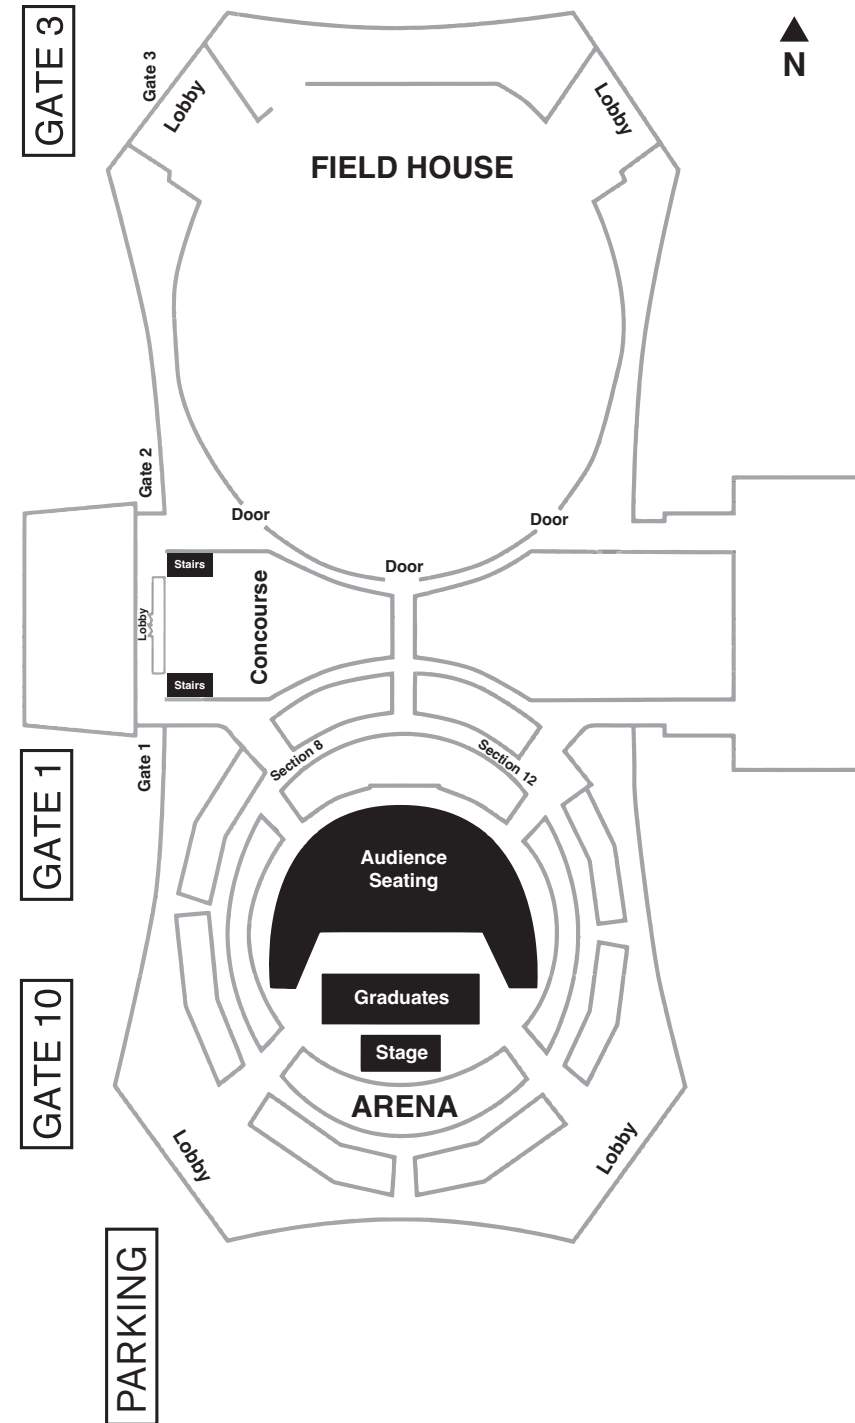 GATE 3
Gate 3
Lobby
Lobby
N
FIELD HOUSE
Gate 2
Door
Door
Door
Stairs
Lobby
Concourse
Stairs
Gate 1
Section 8
Section 12
GATE 1
Audience
Seating
GATE 10
Graduates
Stage
ARENA
Lobby
Lobby
PARKING